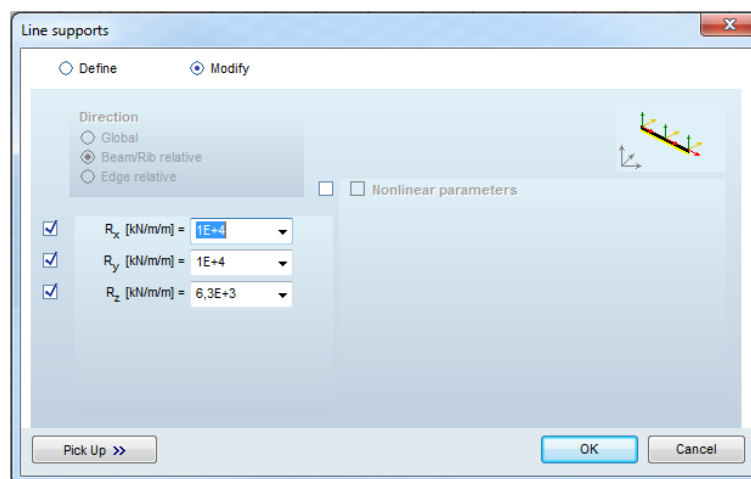 Line supports
Define Modify
Direction
Global
Beam/Rib relative
Edge relative
Nonlinear parameters
Rx [kN/m/m] = 1E+4
Ry [kN/m/m] = 1E+4
Rz [kN/m/m] = 6,3E+3
Pick Up >> OK Cancel